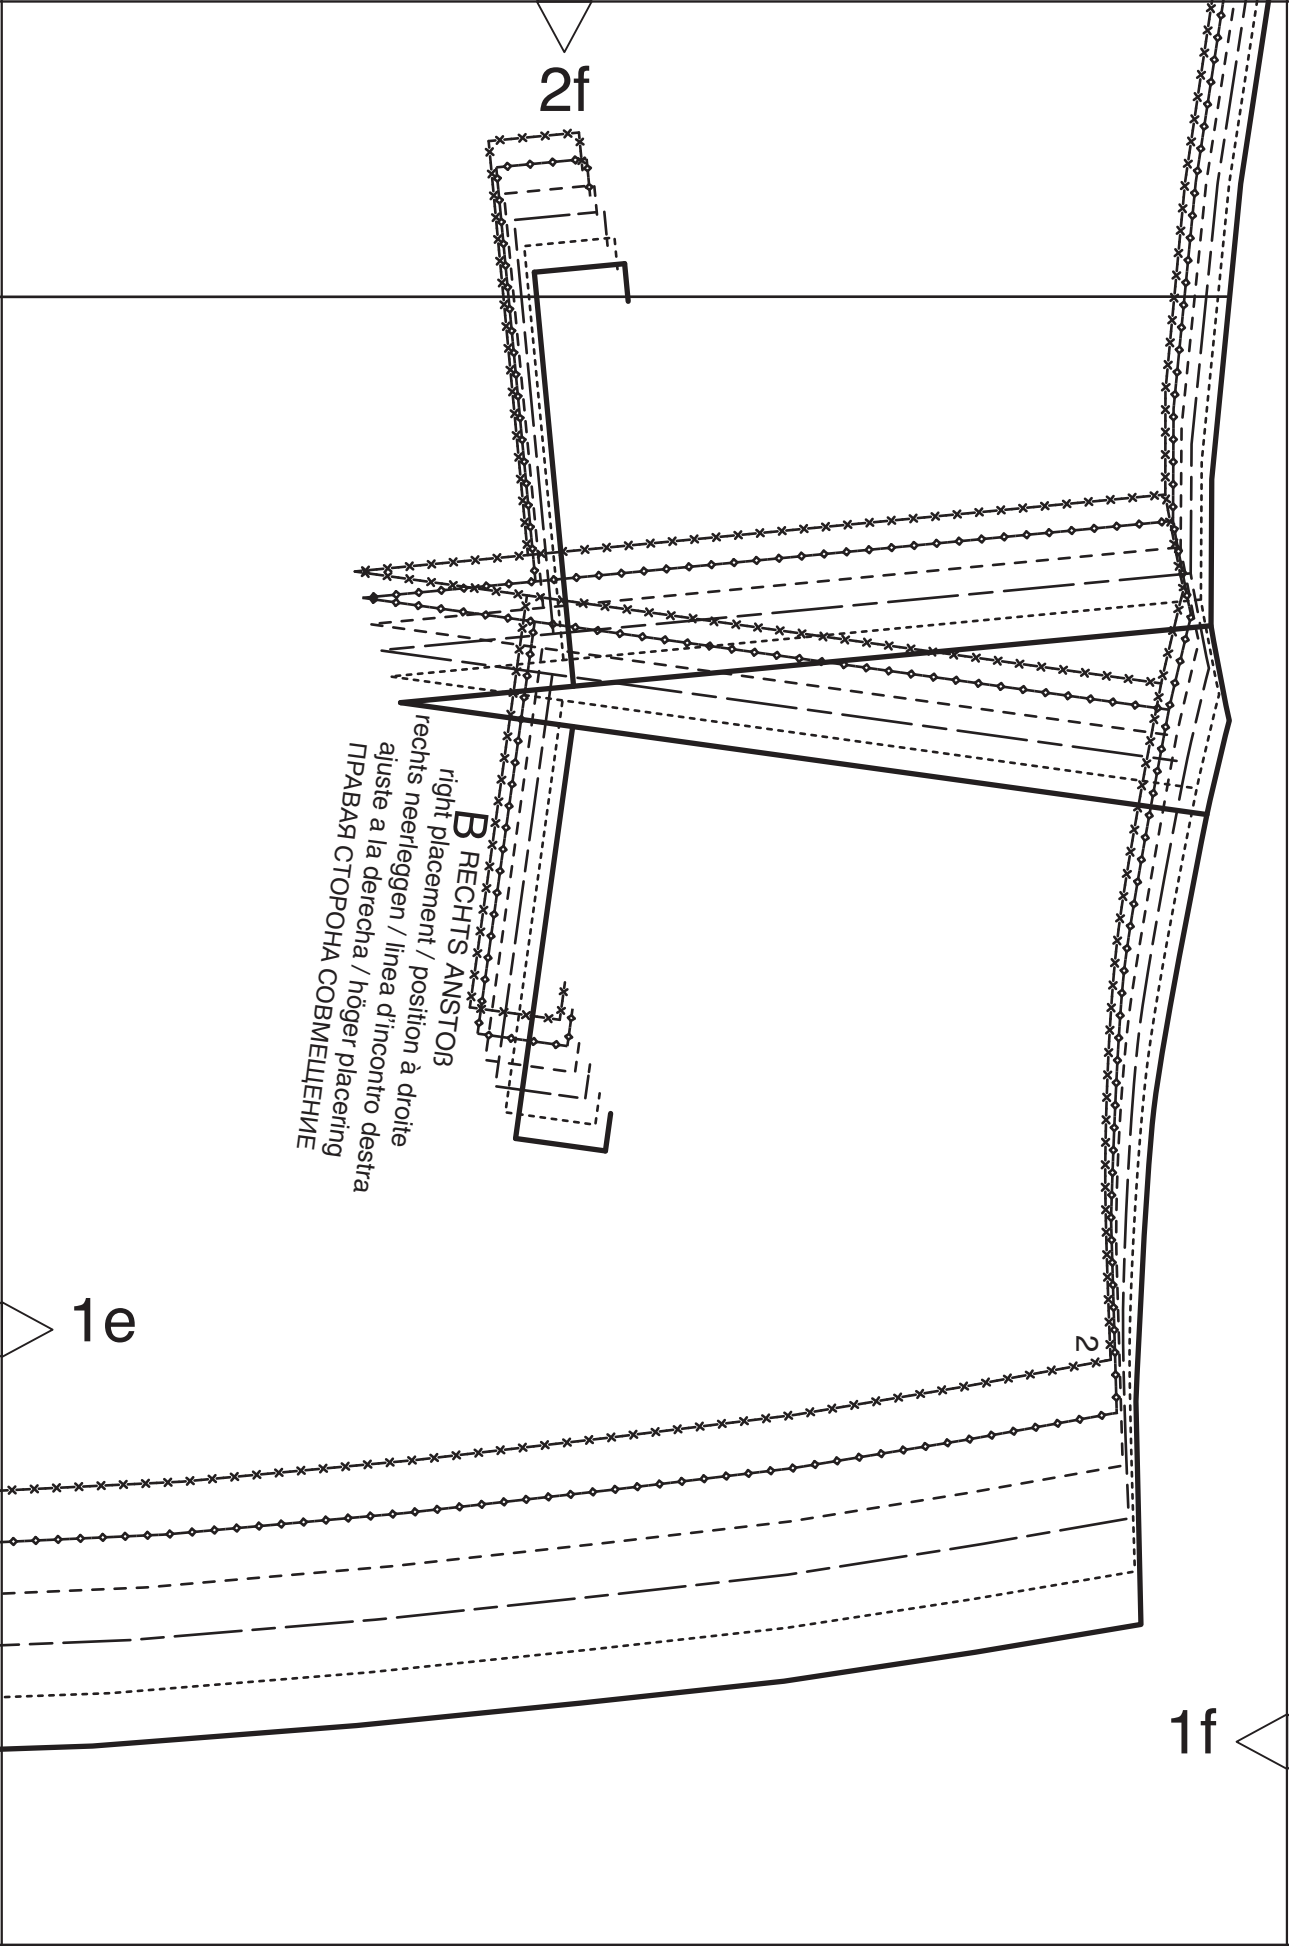 2f
B RECHTS ANSTOß
right placement / position à droite
rechts neerleggen / linea d'incontro destra
ajuste a la derecha / höger placering
ПРАВАЯ СТОРОНА СОВМЕЩЕНИЕ
1e
2
1f